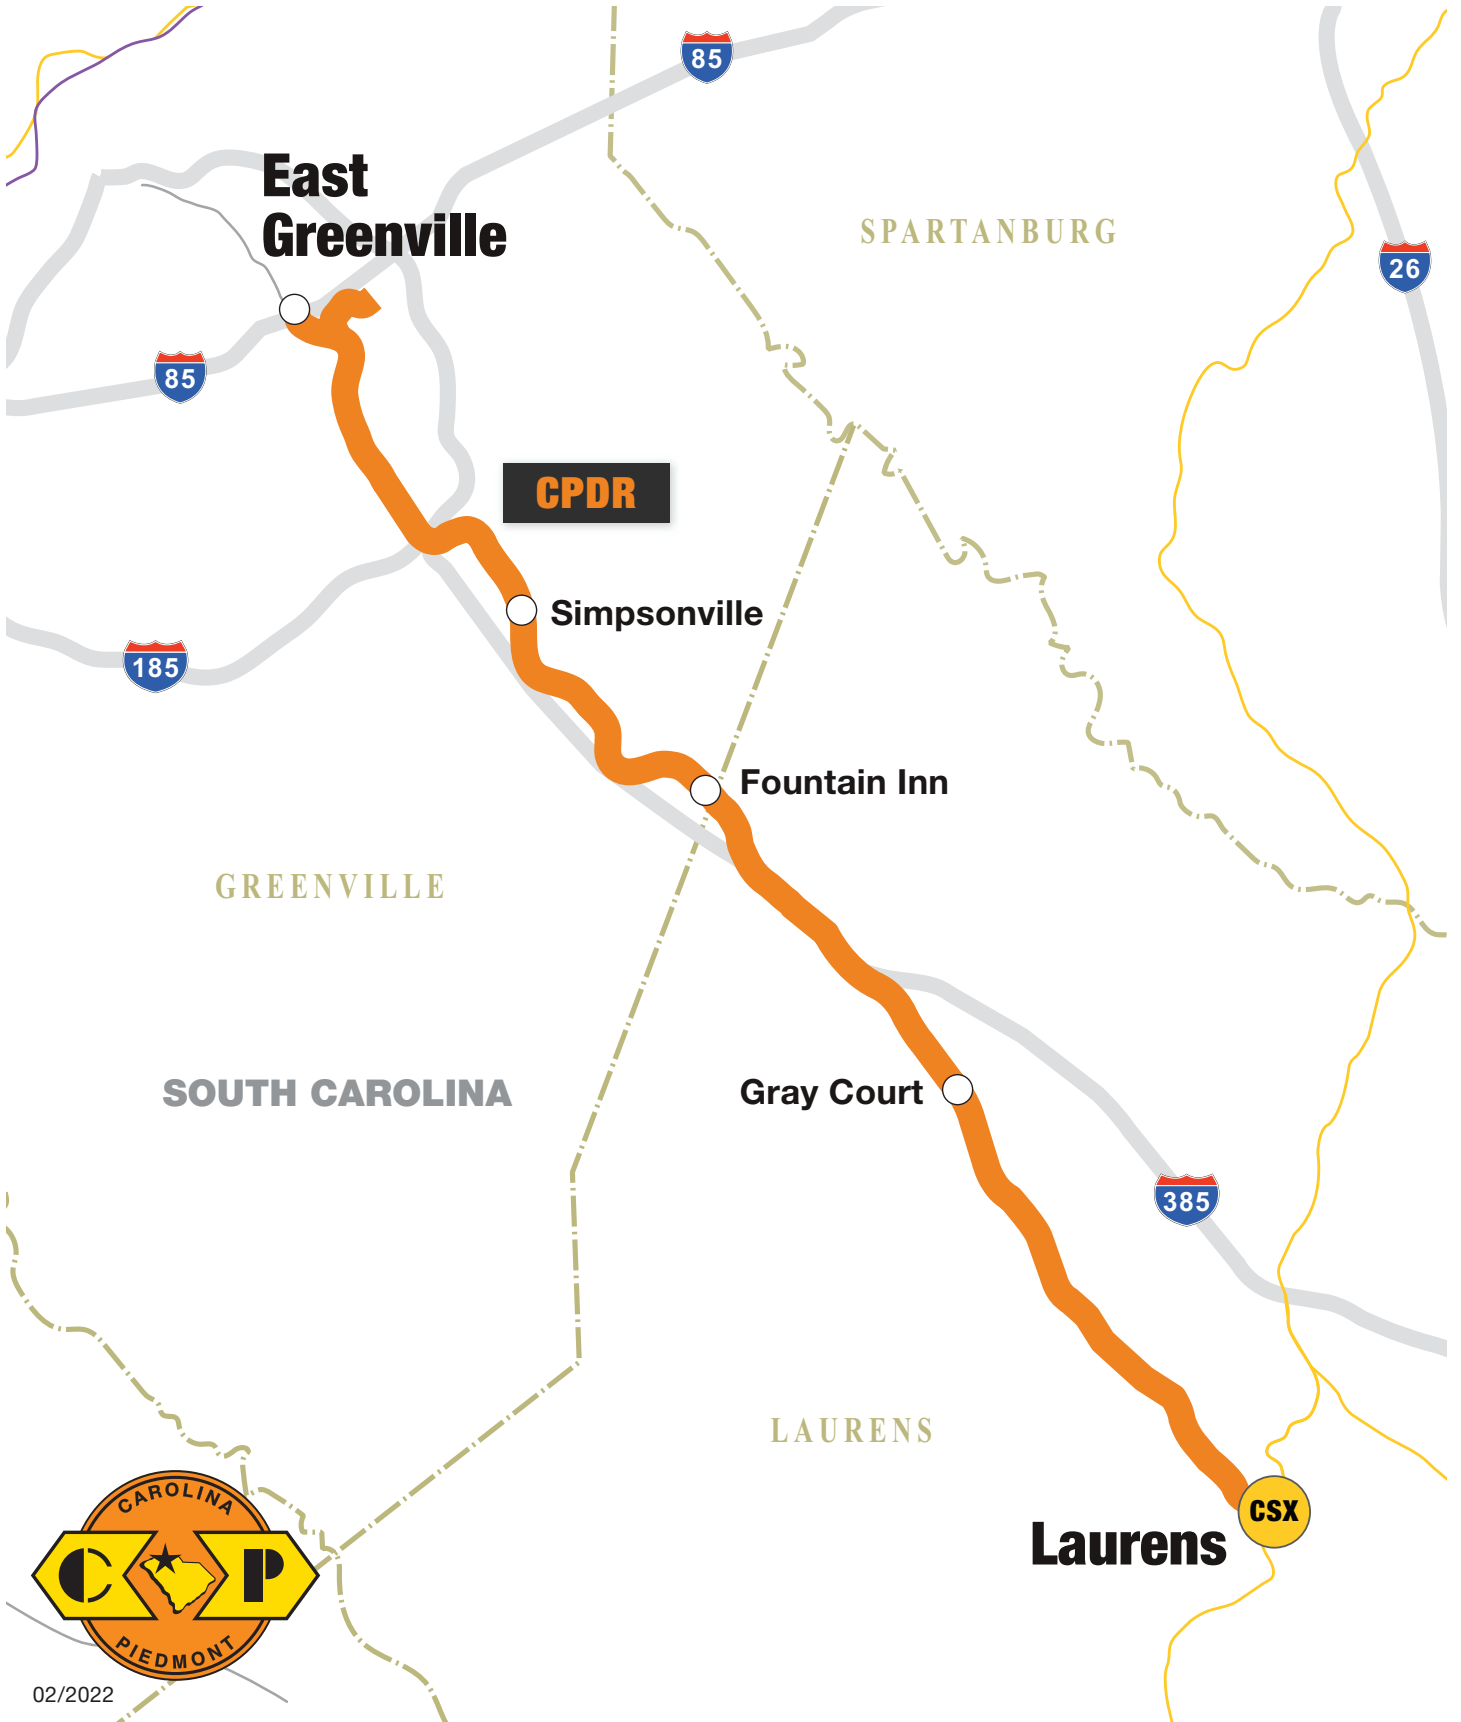 85
East
Greenville
SPARTANBURG
26
85
CPDR
Simpsonville
185
Fountain Inn
GREENVILLE
SOUTH CAROLINA
Gray Court
385
LAURENS
CSX
Laurens
CAROLINA
C P
PIEDMONT
02/2022